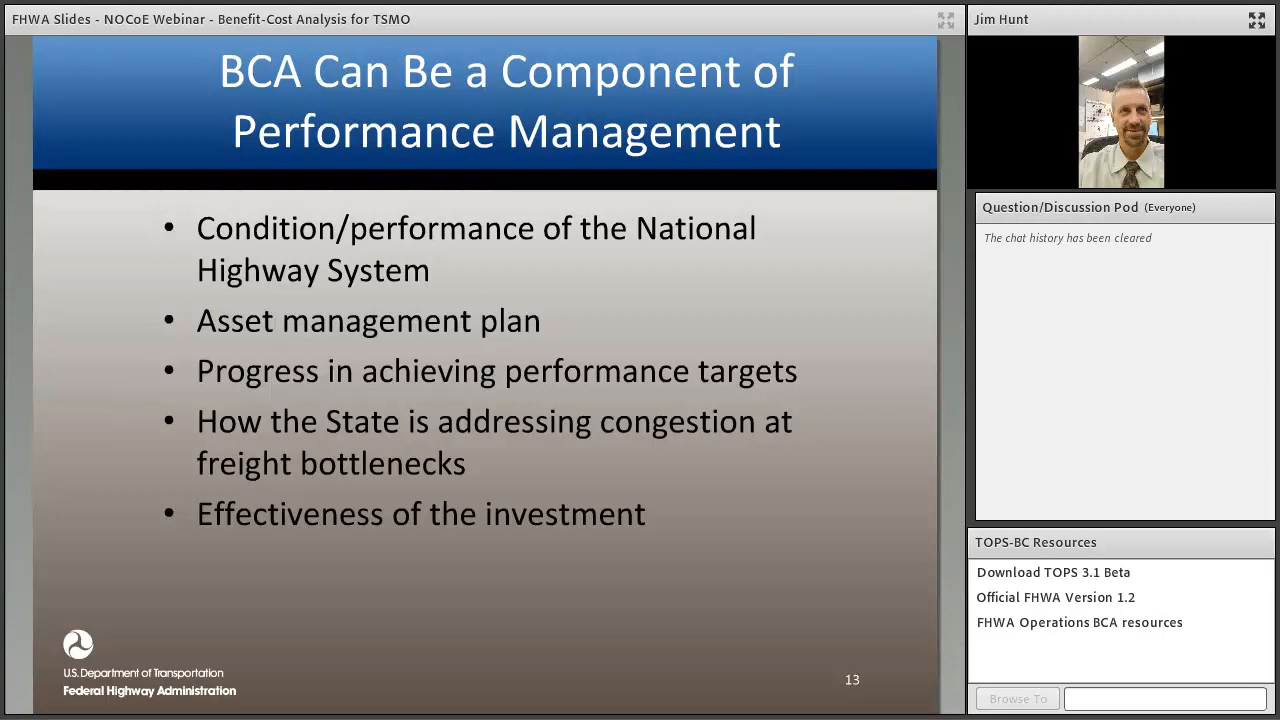 FHWA Slides - NOCoE Webinar - Benefit-Cost Analysis for TSMO
BCA Can Be a Component of
Performance Management
• Condition/performance of the National
Highway System
• Asset management plan
• Progress in achieving performance targets
• How the State is addressing congestion at
freight bottlenecks
• Effectiveness of the investment
U.S. Department of Transportation
Federal Highway Administration
13
Jim Hunt
Question/Discussion Pod (Everyone)
The chat history has been cleared
TOPS-BC Resources
Download TOPS 3.1 Beta
Official FHWA Version 1.2
FHWA Operations BCA resources
Browse To